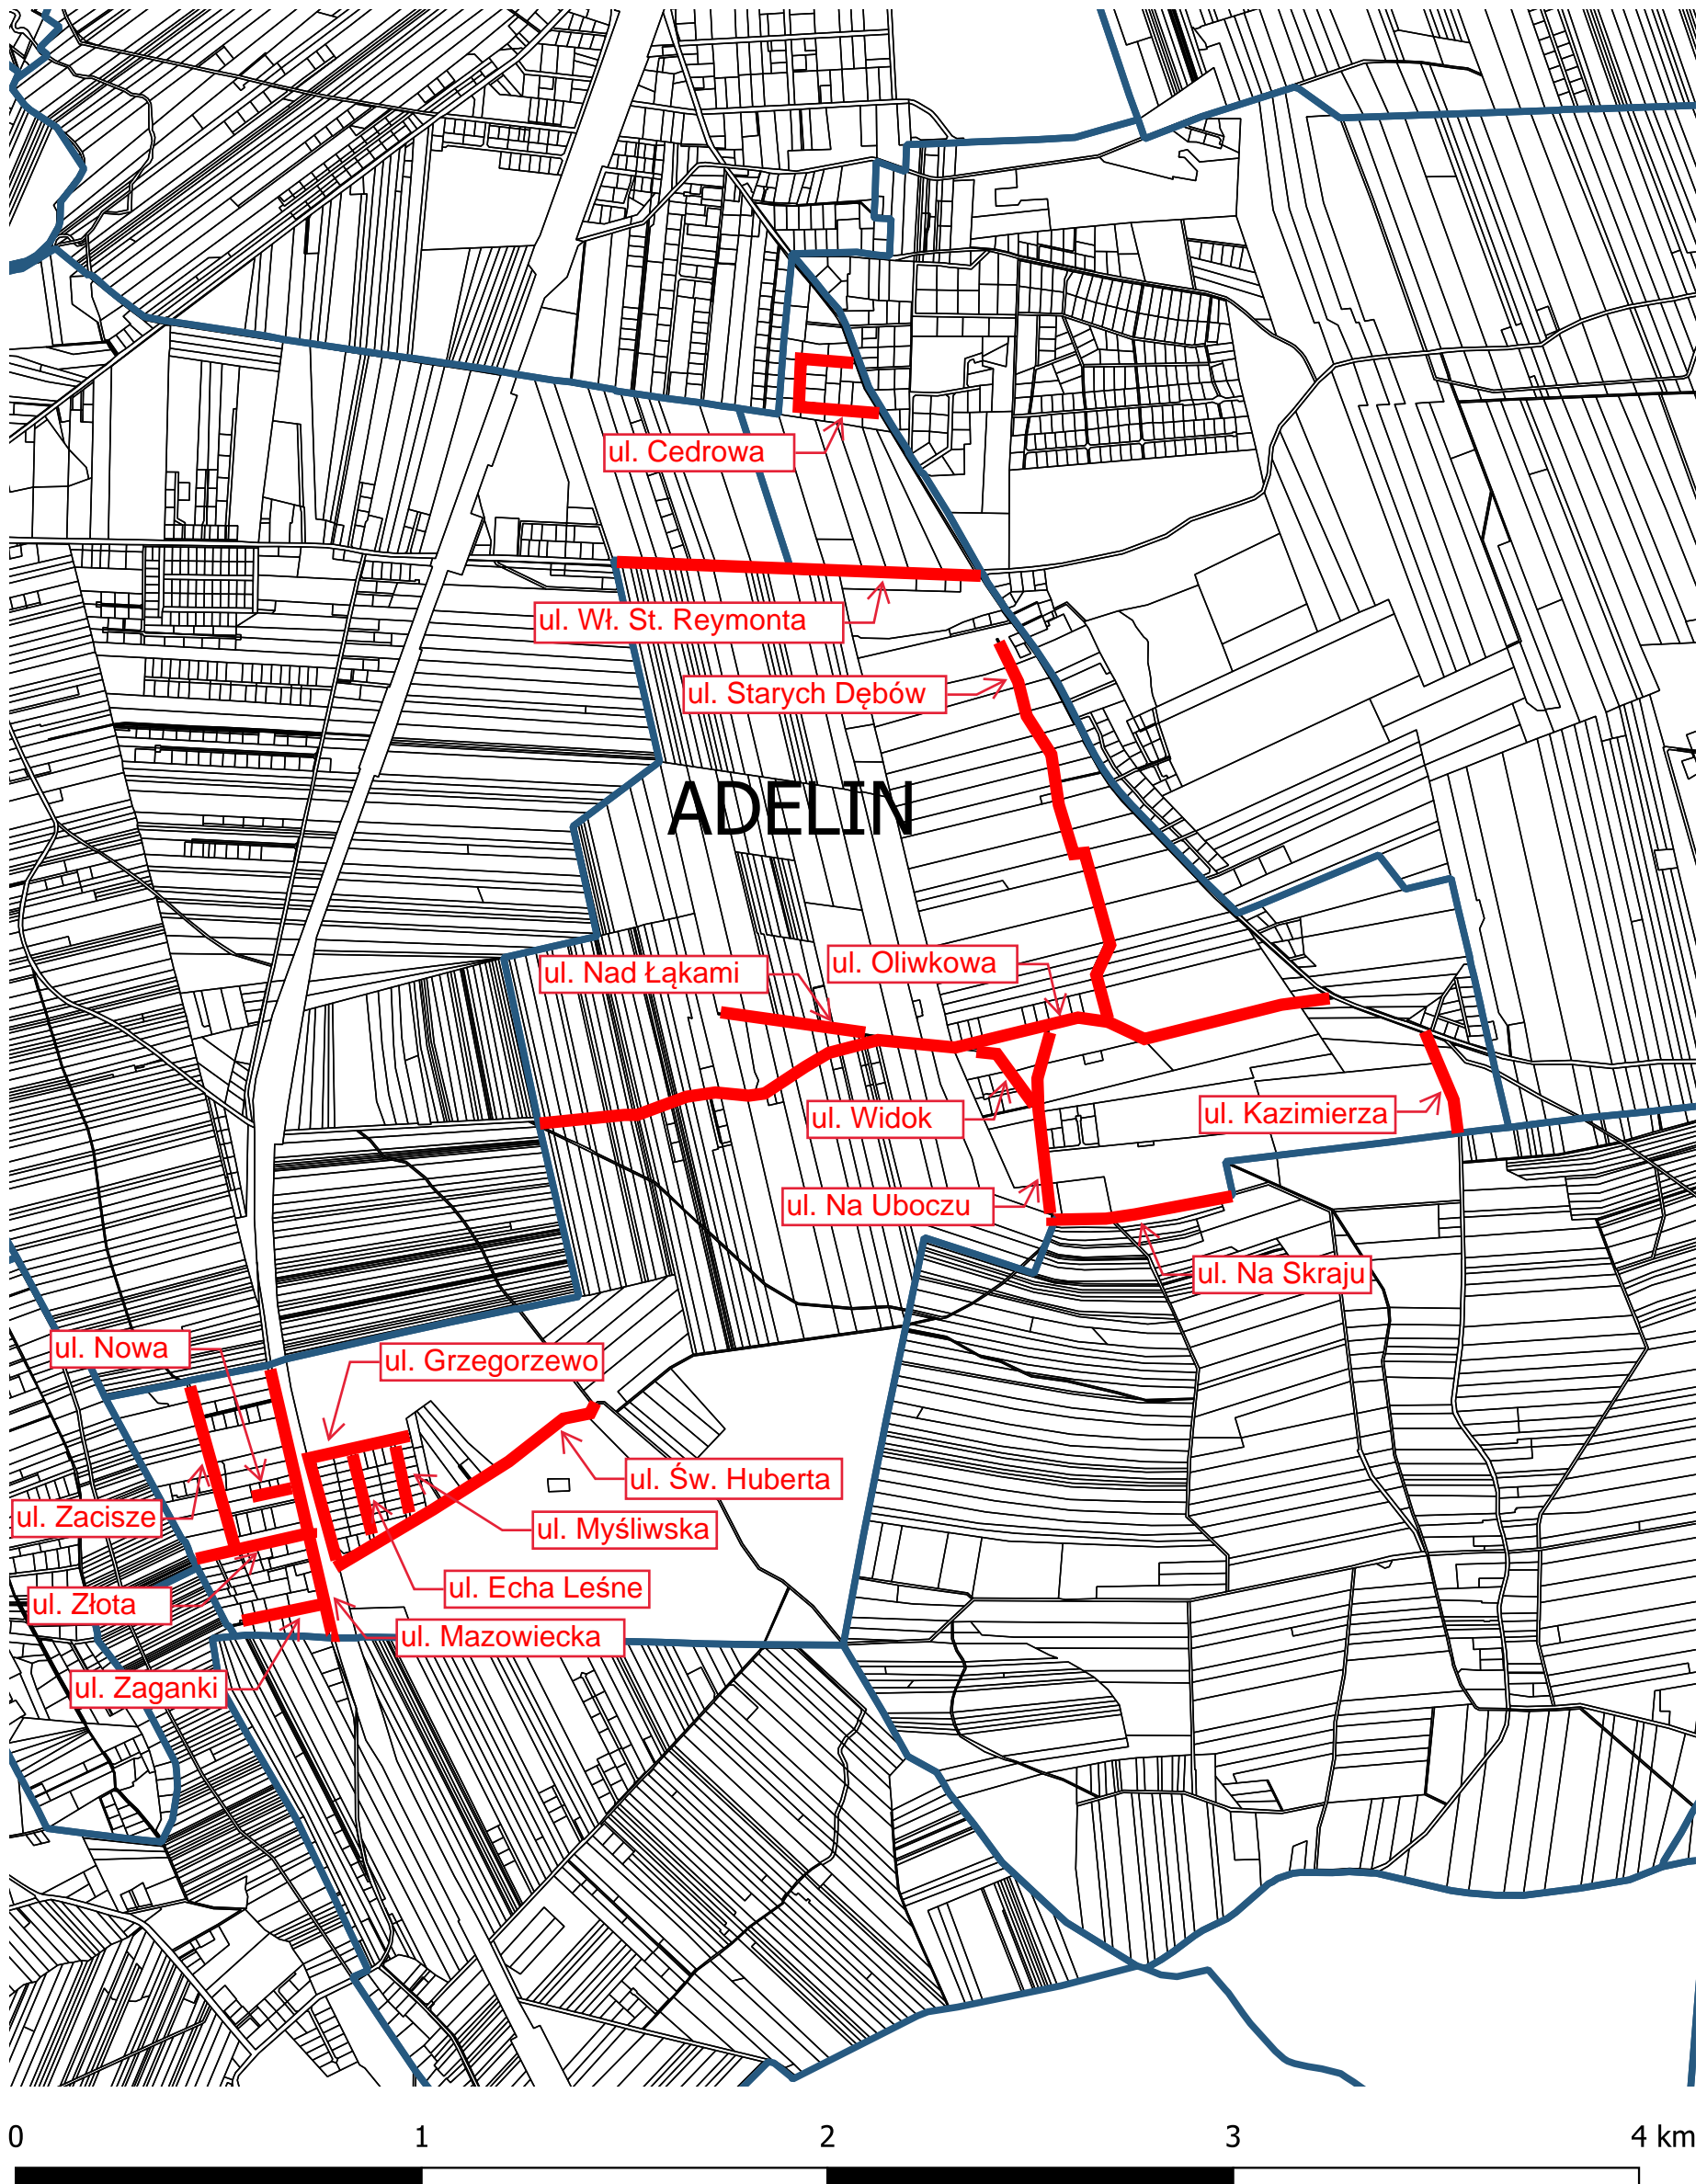 ul. Cedrowa
ul. Wł. St. Reymonta
ul. Starych Dębów
ADELIN
ul. Oliwkowa
ul. Nad Łąkami
ul. Widok
ul. Kazimierza
ul. Na Uboczu
ul. Na Skraju
ul. Nowa
ul. Grzegorzewo
ul. Św. Huberta
ul. Zacisze
ul. Myśliwska
ul. Echa Leśne
ul. Złota
ul. Mazowiecka
ul. Zaganki
0 1 2 3 4 km